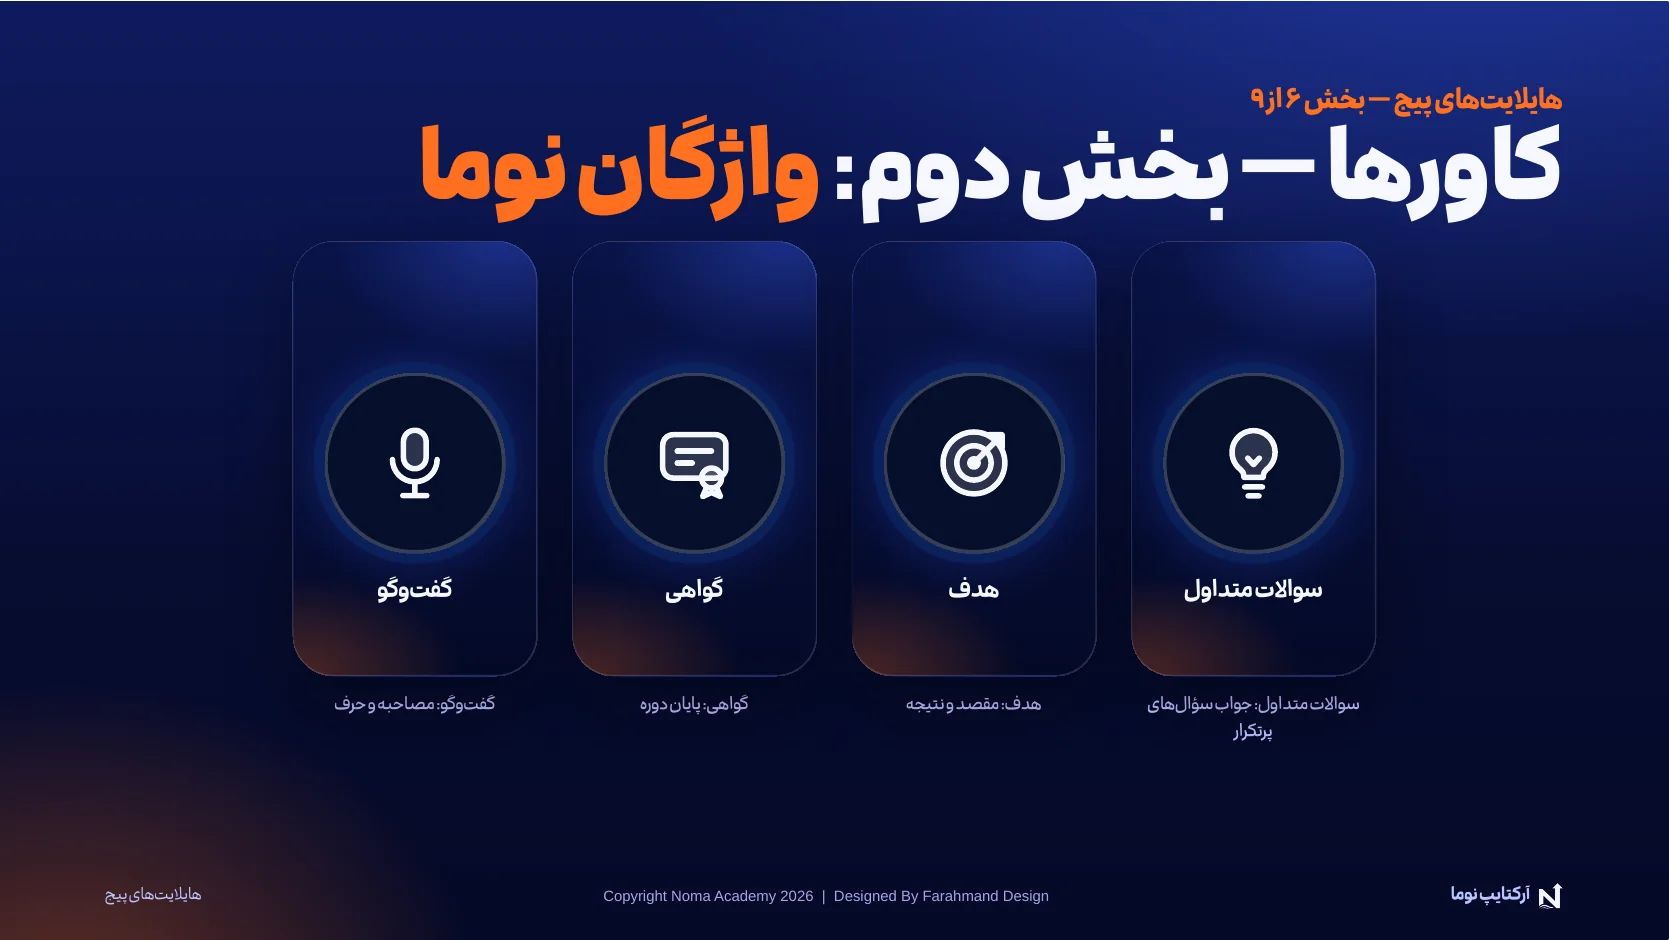 هایلایت‌های پیج — بخش ۶ از ۹
کاورها — بخش دوم: واژگان نوما
سوالات متداول
هدف
گواهی
گفت‌وگو
سوالات متداول: جواب سؤال‌های
پرتکرار
هدف: مقصد و نتیجه
گواهی: پایان دوره
گفت‌وگو: مصاحبه و حرف
آرکتایپ نوما
Copyright Noma Academy 2026 | Designed By Farahmand Design
هایلایت‌های پیج